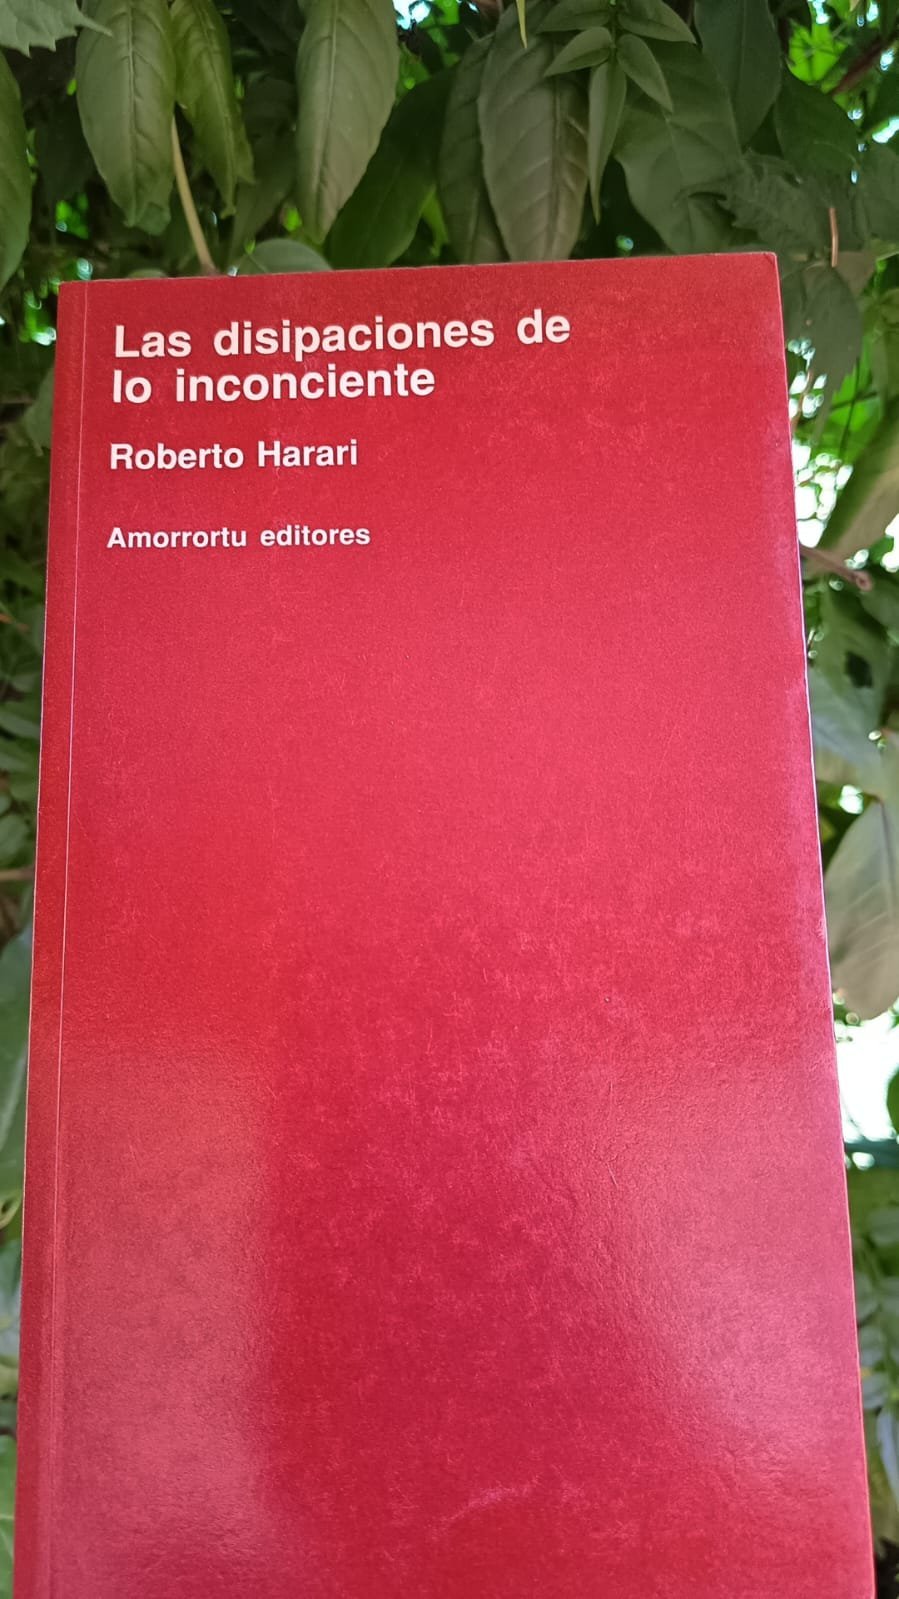 Las disipaciones de
lo inconciente
Roberto Harari
Amorrortu editores